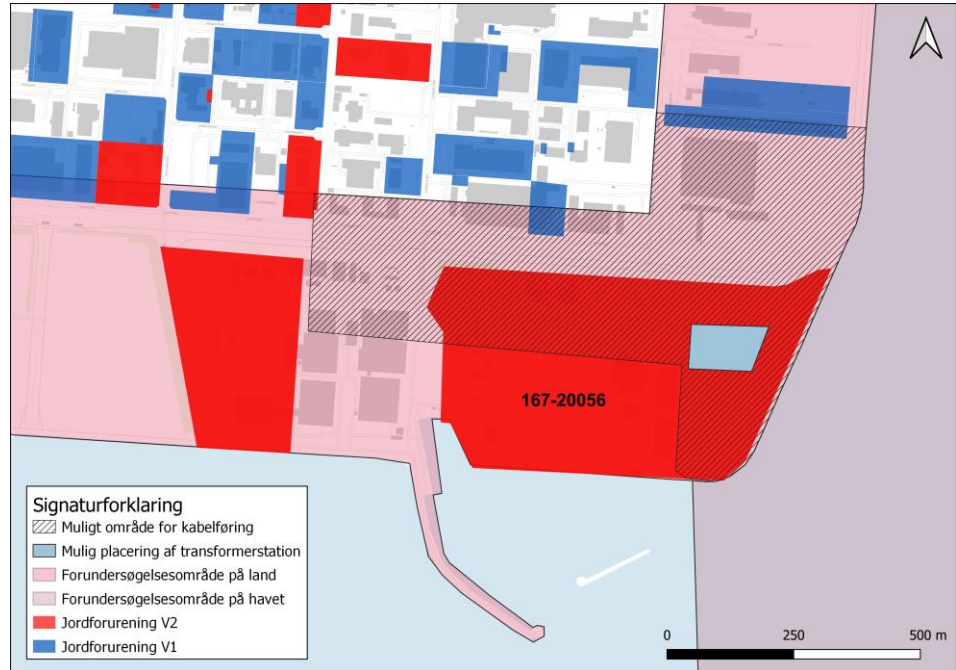 167-20056
Signaturforklaring
Muligt område for kabelføring
Mulig placering af transformerstation
Forundersøgelsesområde på land
Forundersøgelsesområde på havet
Jordforurening V2
Jordforurening V1
0 250 500 m